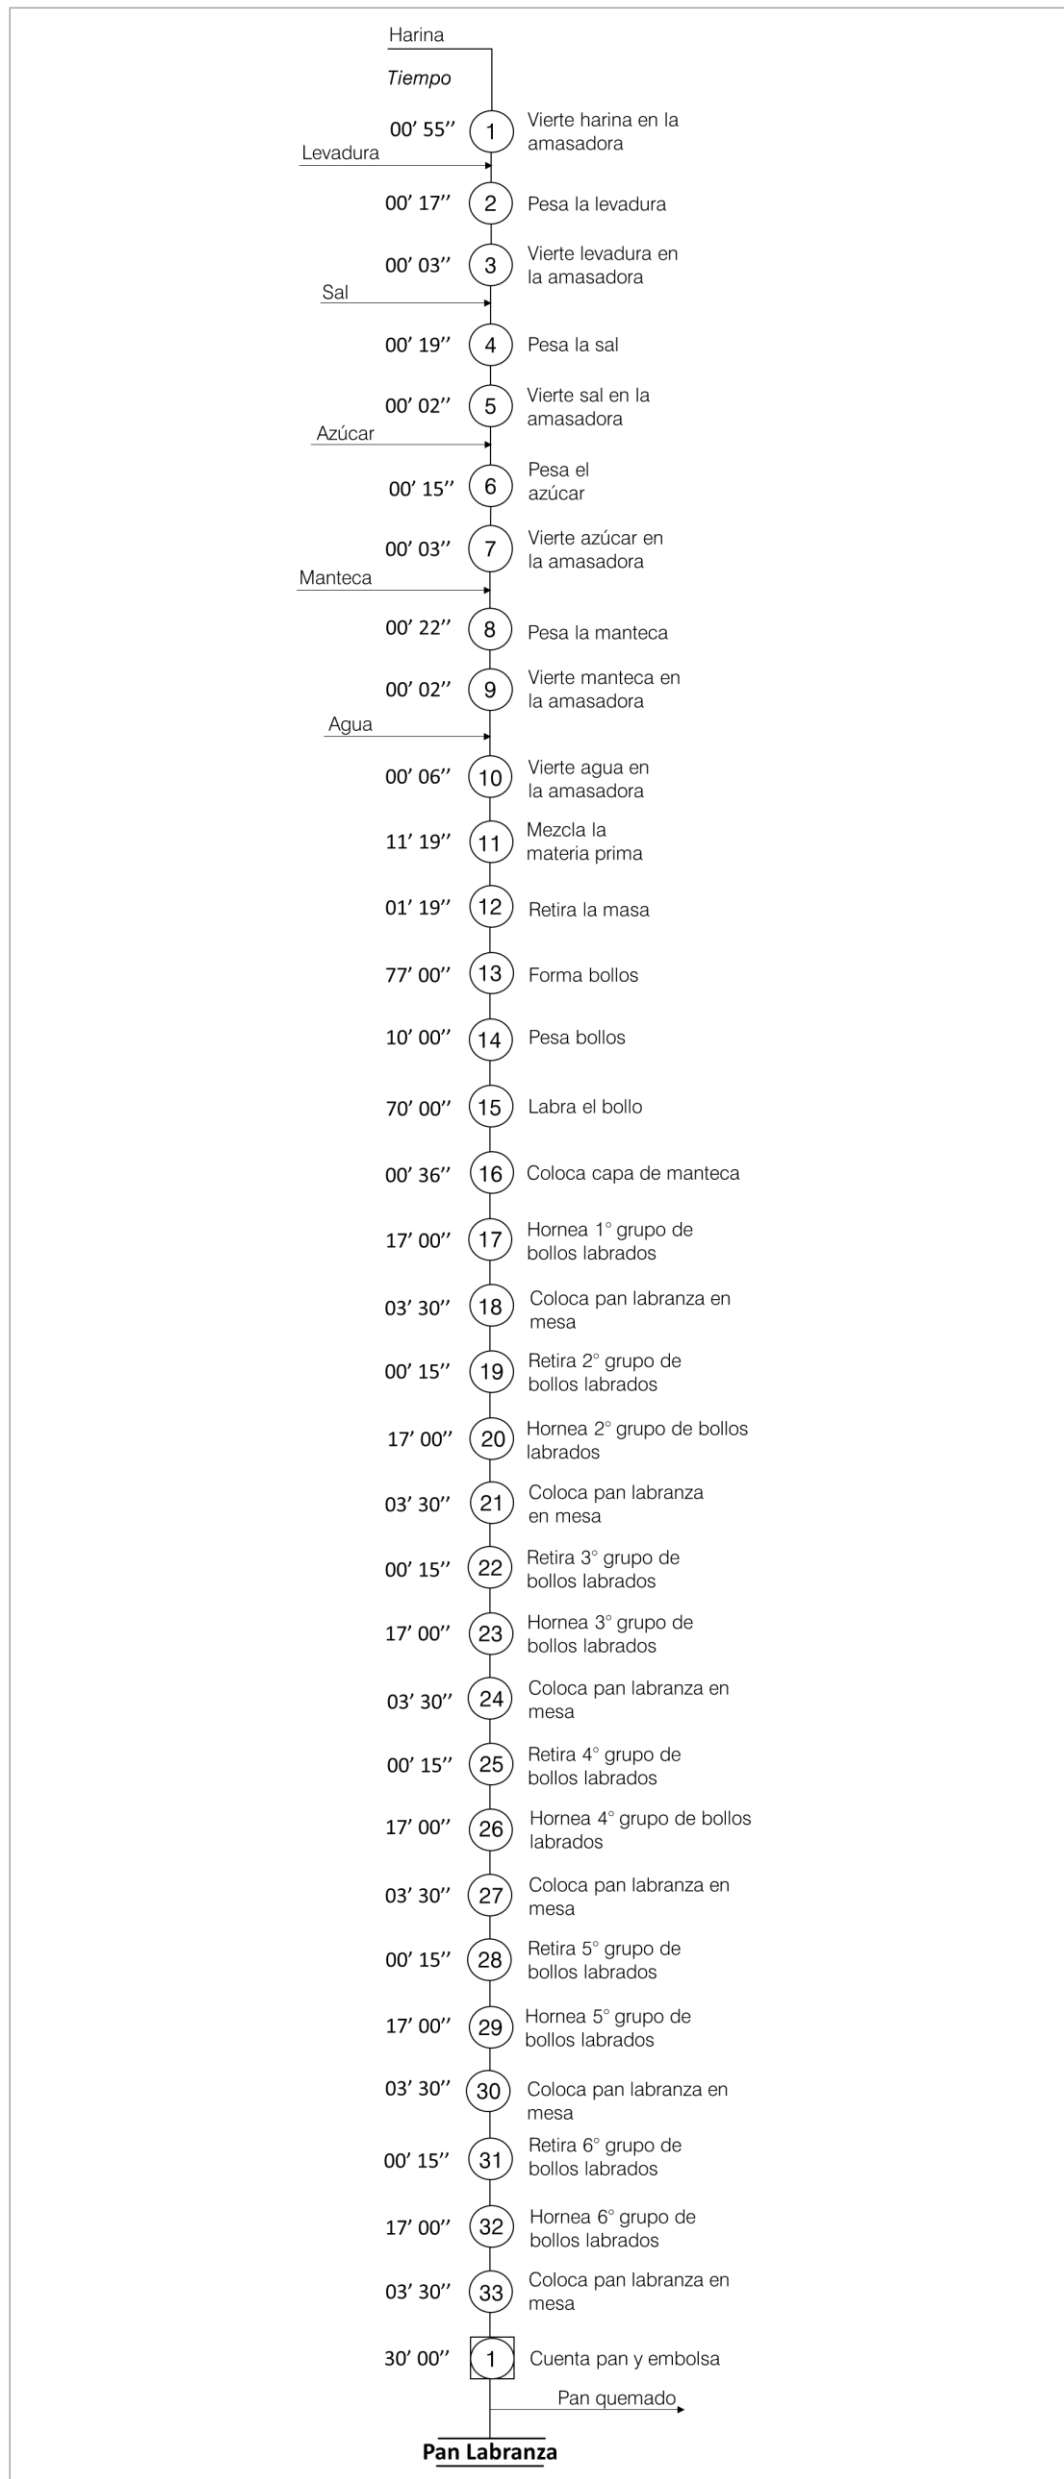 Harina
Tiempo
00’ 55’’ 1 Vierte harina en la
amasadora
Levadura
00’ 17’’ 2 Pesa la levadura
00’ 03’’ 3 Vierte levadura en
la amasadora
Sal
00’ 19’’ 4 Pesa la sal
00’ 02’’ 5 Vierte sal en la
amasadora
Azúcar
00’ 15’’ 6 Pesa el
azúcar
00’ 03’’ 7 Vierte azúcar en
la amasadora
Manteca
00’ 22’’ 8 Pesa la manteca
00’ 02’’ 9 Vierte manteca en
la amasadora
Agua
00’ 06’’ 10 Vierte agua en
la amasadora
11’ 19’’ 11 Mezcla la
materia prima
01’ 19’’ 12 Retira la masa
77’ 00’’ 13 Forma bollos
10’ 00’’ 14 Pesa bollos
70’ 00’’ 15 Labra el bollo
00’ 36’’ 16 Coloca capa de manteca
17’ 00’’ 17 Hornea 1° grupo de
bollos labrados
03’ 30’’ 18 Coloca pan labranza en
mesa
00’ 15’’ 19 Retira 2° grupo de
bollos labrados
17’ 00’’ 20 Hornea 2° grupo de bollos
labrados
03’ 30’’ 21 Coloca pan labranza
en mesa
00’ 15’’ 22 Retira 3° grupo de
bollos labrados
17’ 00’’ 23 Hornea 3° grupo de
bollos labrados
03’ 30’’ 24 Coloca pan labranza en
mesa
00’ 15’’ 25 Retira 4° grupo de
bollos labrados
17’ 00’’ 26 Hornea 4° grupo de bollos
labrados
03’ 30’’ 27 Coloca pan labranza en
mesa
00’ 15’’ 28 Retira 5° grupo de
bollos labrados
17’ 00’’ 29 Hornea 5° grupo de
bollos labrados
03’ 30’’ 30 Coloca pan labranza en
mesa
00’ 15’’ 31 Retira 6° grupo de
bollos labrados
17’ 00’’ 32 Hornea 6° grupo de
bollos labrados
03’ 30’’ 33 Coloca pan labranza en
mesa
30’ 00’’ 1 Cuenta pan y embolsa
Pan quemado
Pan Labranza